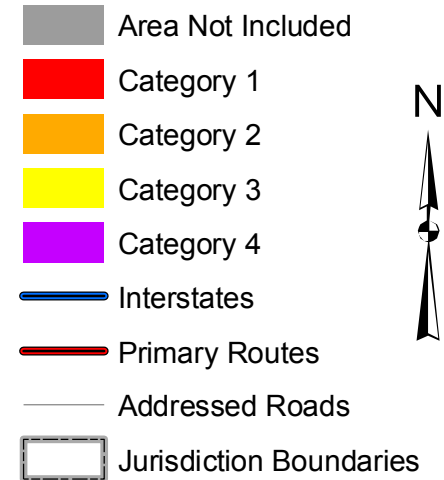 Area Not Included
Category 1
N
Category 2
Category 3
Category 4
Interstates
Primary Routes
Addressed Roads
Jurisdiction Boundaries